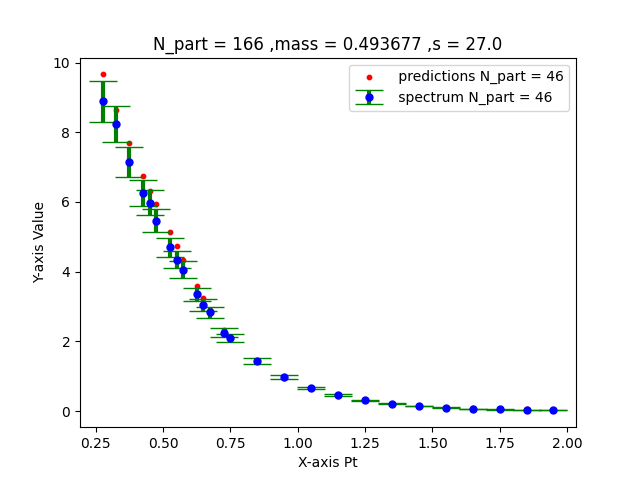 N_part = 166 ,mass = 0.493677 ,s = 27.0
predictions N_part = 46
spectrum N_part = 46
Y-axis Value
10
8
6
4
2
0
0.25 0.50 0.75 1.00 1.25 1.50 1.75 2.00
X-axis Pt